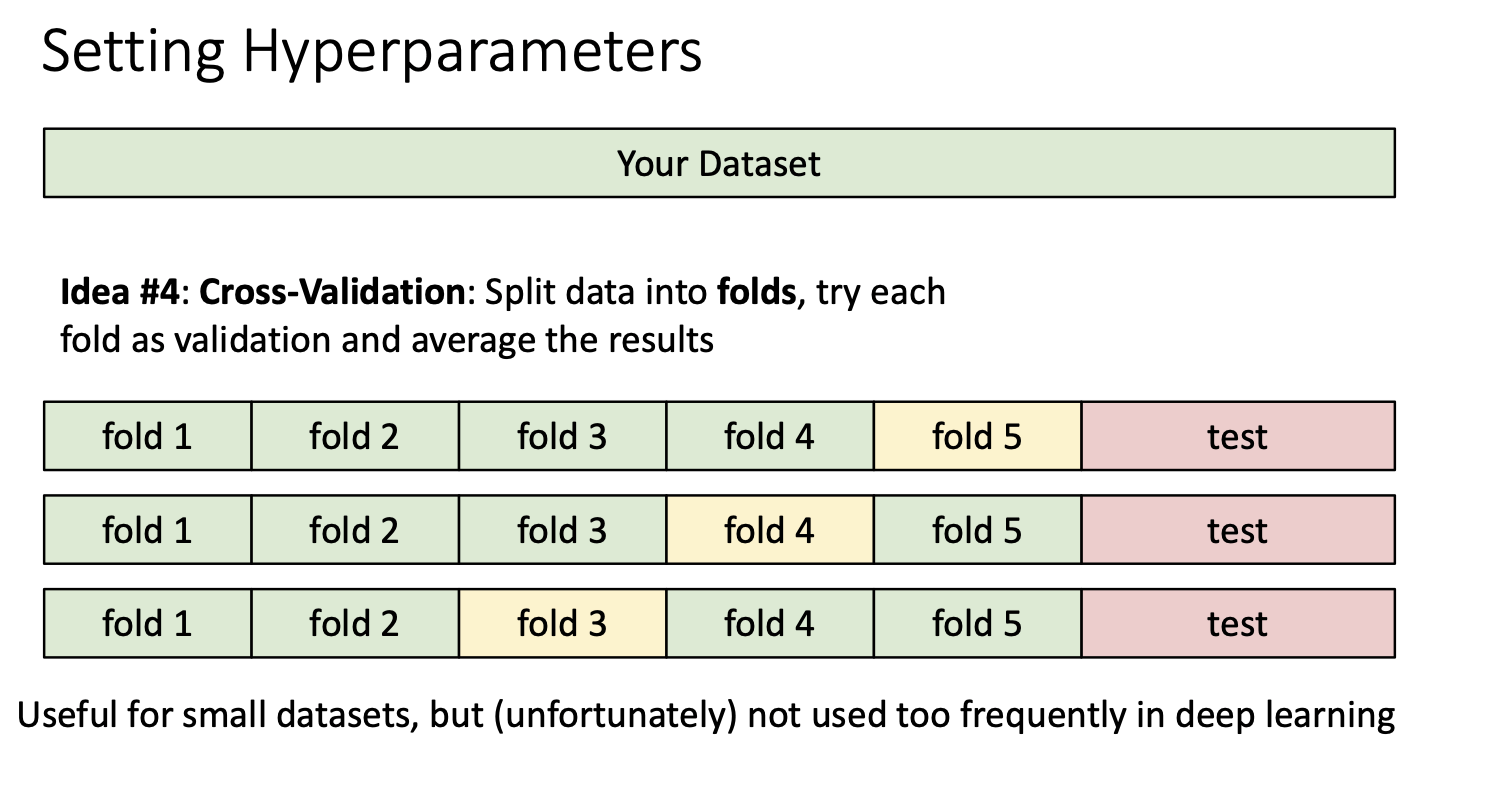 Setting Hyperparameters
Your Dataset
Idea #4: Cross-Validation: Split data into folds, try each
fold as validation and average the results
fold 1 fold 2 fold 3 fold 4 fold 5 test
fold 1 fold 2 fold 3 fold 4 fold 5 test
fold 1 fold 2 fold 3 fold 4 fold 5 test
Useful for small datasets, but (unfortunately) not used too frequently in deep learning